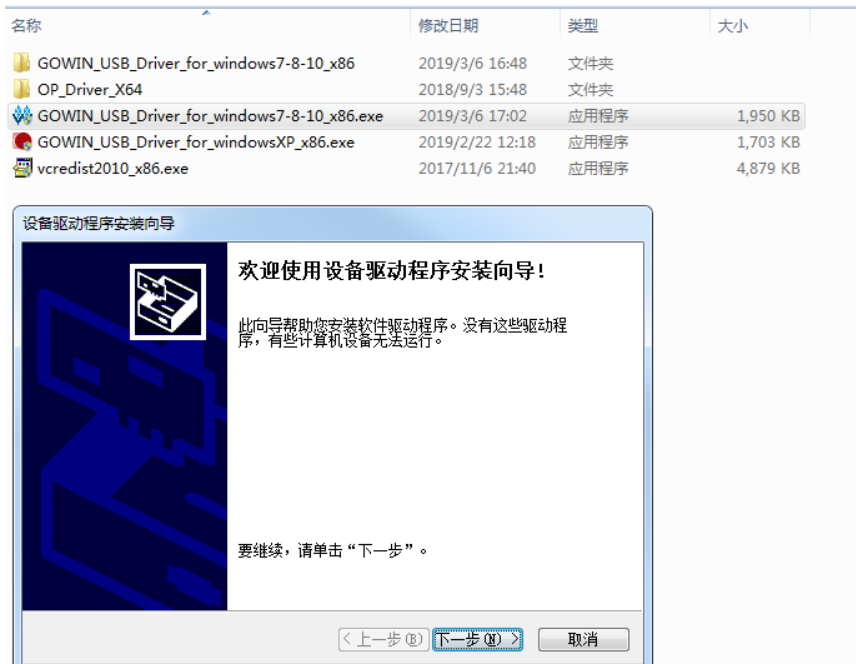 名称 修改日期 类型 大小
GOWIN_USB_Driver_for_windows7-8-10_x86 2019/3/6 16:48 文件夹
OP_Driver_X64 2018/9/3 15:48 文件夹
GOWIN_USB_Driver_for_windows7-8-10_x86.exe 2019/3/6 17:02 应用程序 1,950 KB
GOWIN_USB_Driver_for_windowsXP_x86.exe 2019/2/22 12:18 应用程序 1,703 KB
vcredist2010_x86.exe 2017/11/6 21:40 应用程序 4,879 KB
设备驱动程序安装向导
欢迎使用设备驱动程序安装向导!
此向导帮助您安装软件驱动程序。没有这些驱动程
序，有些计算机设备无法运行。
要继续，请单击“下一步”。
< 上一步(B) 下一步(N) > 取消